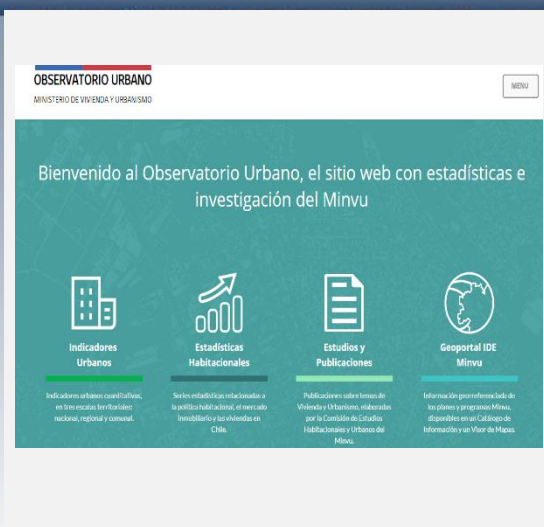 OBSERVATORIO URBANO
MINISTERIO DE VIVIENDA Y URBANISMO
MENU
Bienvenido al Observatorio Urbano, el sitio web con estadísticas e
investigación del Minvu
Indicadores
Urbanos
Indicadores urbanos cuantitativos,
en tres escalas territoriales:
nacional, regional y comunal.
Estadísticas
Habitacionales
Series estadísticas relacionadas a
la política habitacional, el mercado
inmobiliario y las viviendas en
Chile.
Estudios y
Publicaciones
Publicaciones sobre temas de
Vivienda y Urbanismo, elaboradas
por la Comisión de Estudios
Habitacionales y Urbanos del
Minvu.
Geoportal IDE
Minvu
Información georreferenciada de
los planes y programas Minvu,
disponibles en un Catálogo de
Información y un Visor de Mapas.